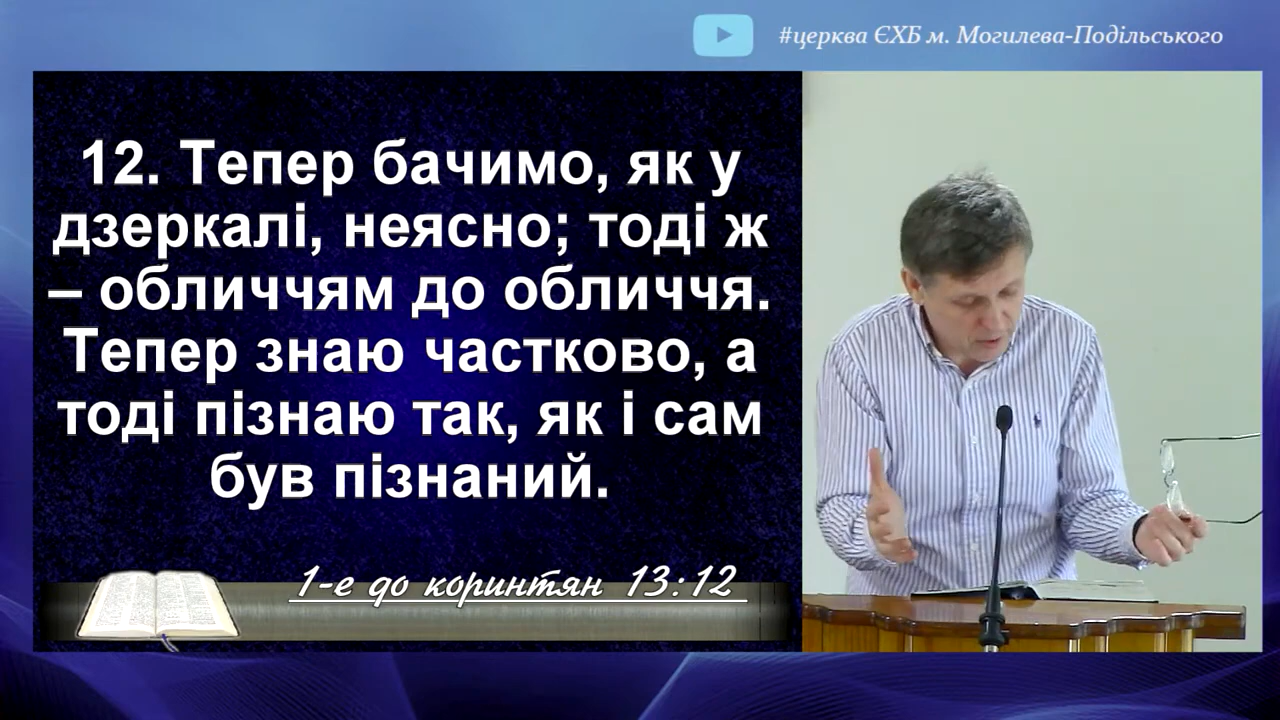 #церква ЄХБ м. Могилева-Подільського
12. Тепер бачимо, як у
дзеркалі, неясно; тоді ж
– обличчям до обличчя.
Тепер знаю частково, а
тоді пізнаю так, як і сам
був пізнаний.
1-е до коринтян 13:12